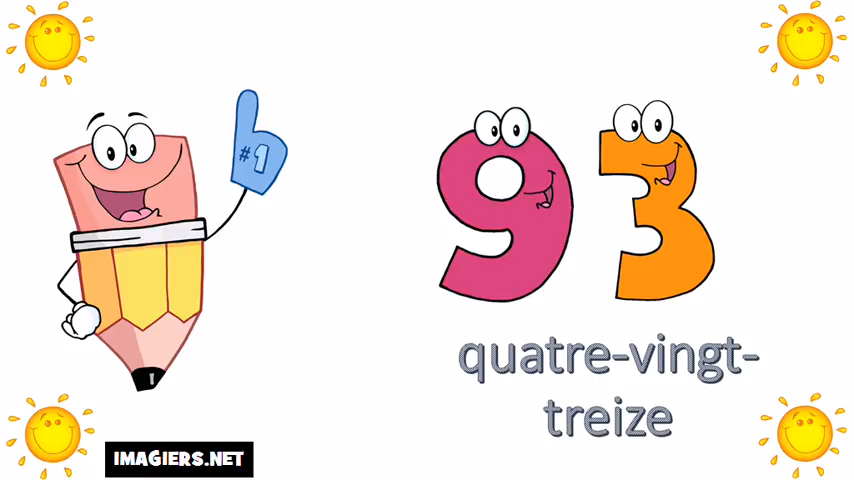 #1
93
quatre-vingt-
treize
IMAGIERS.NET